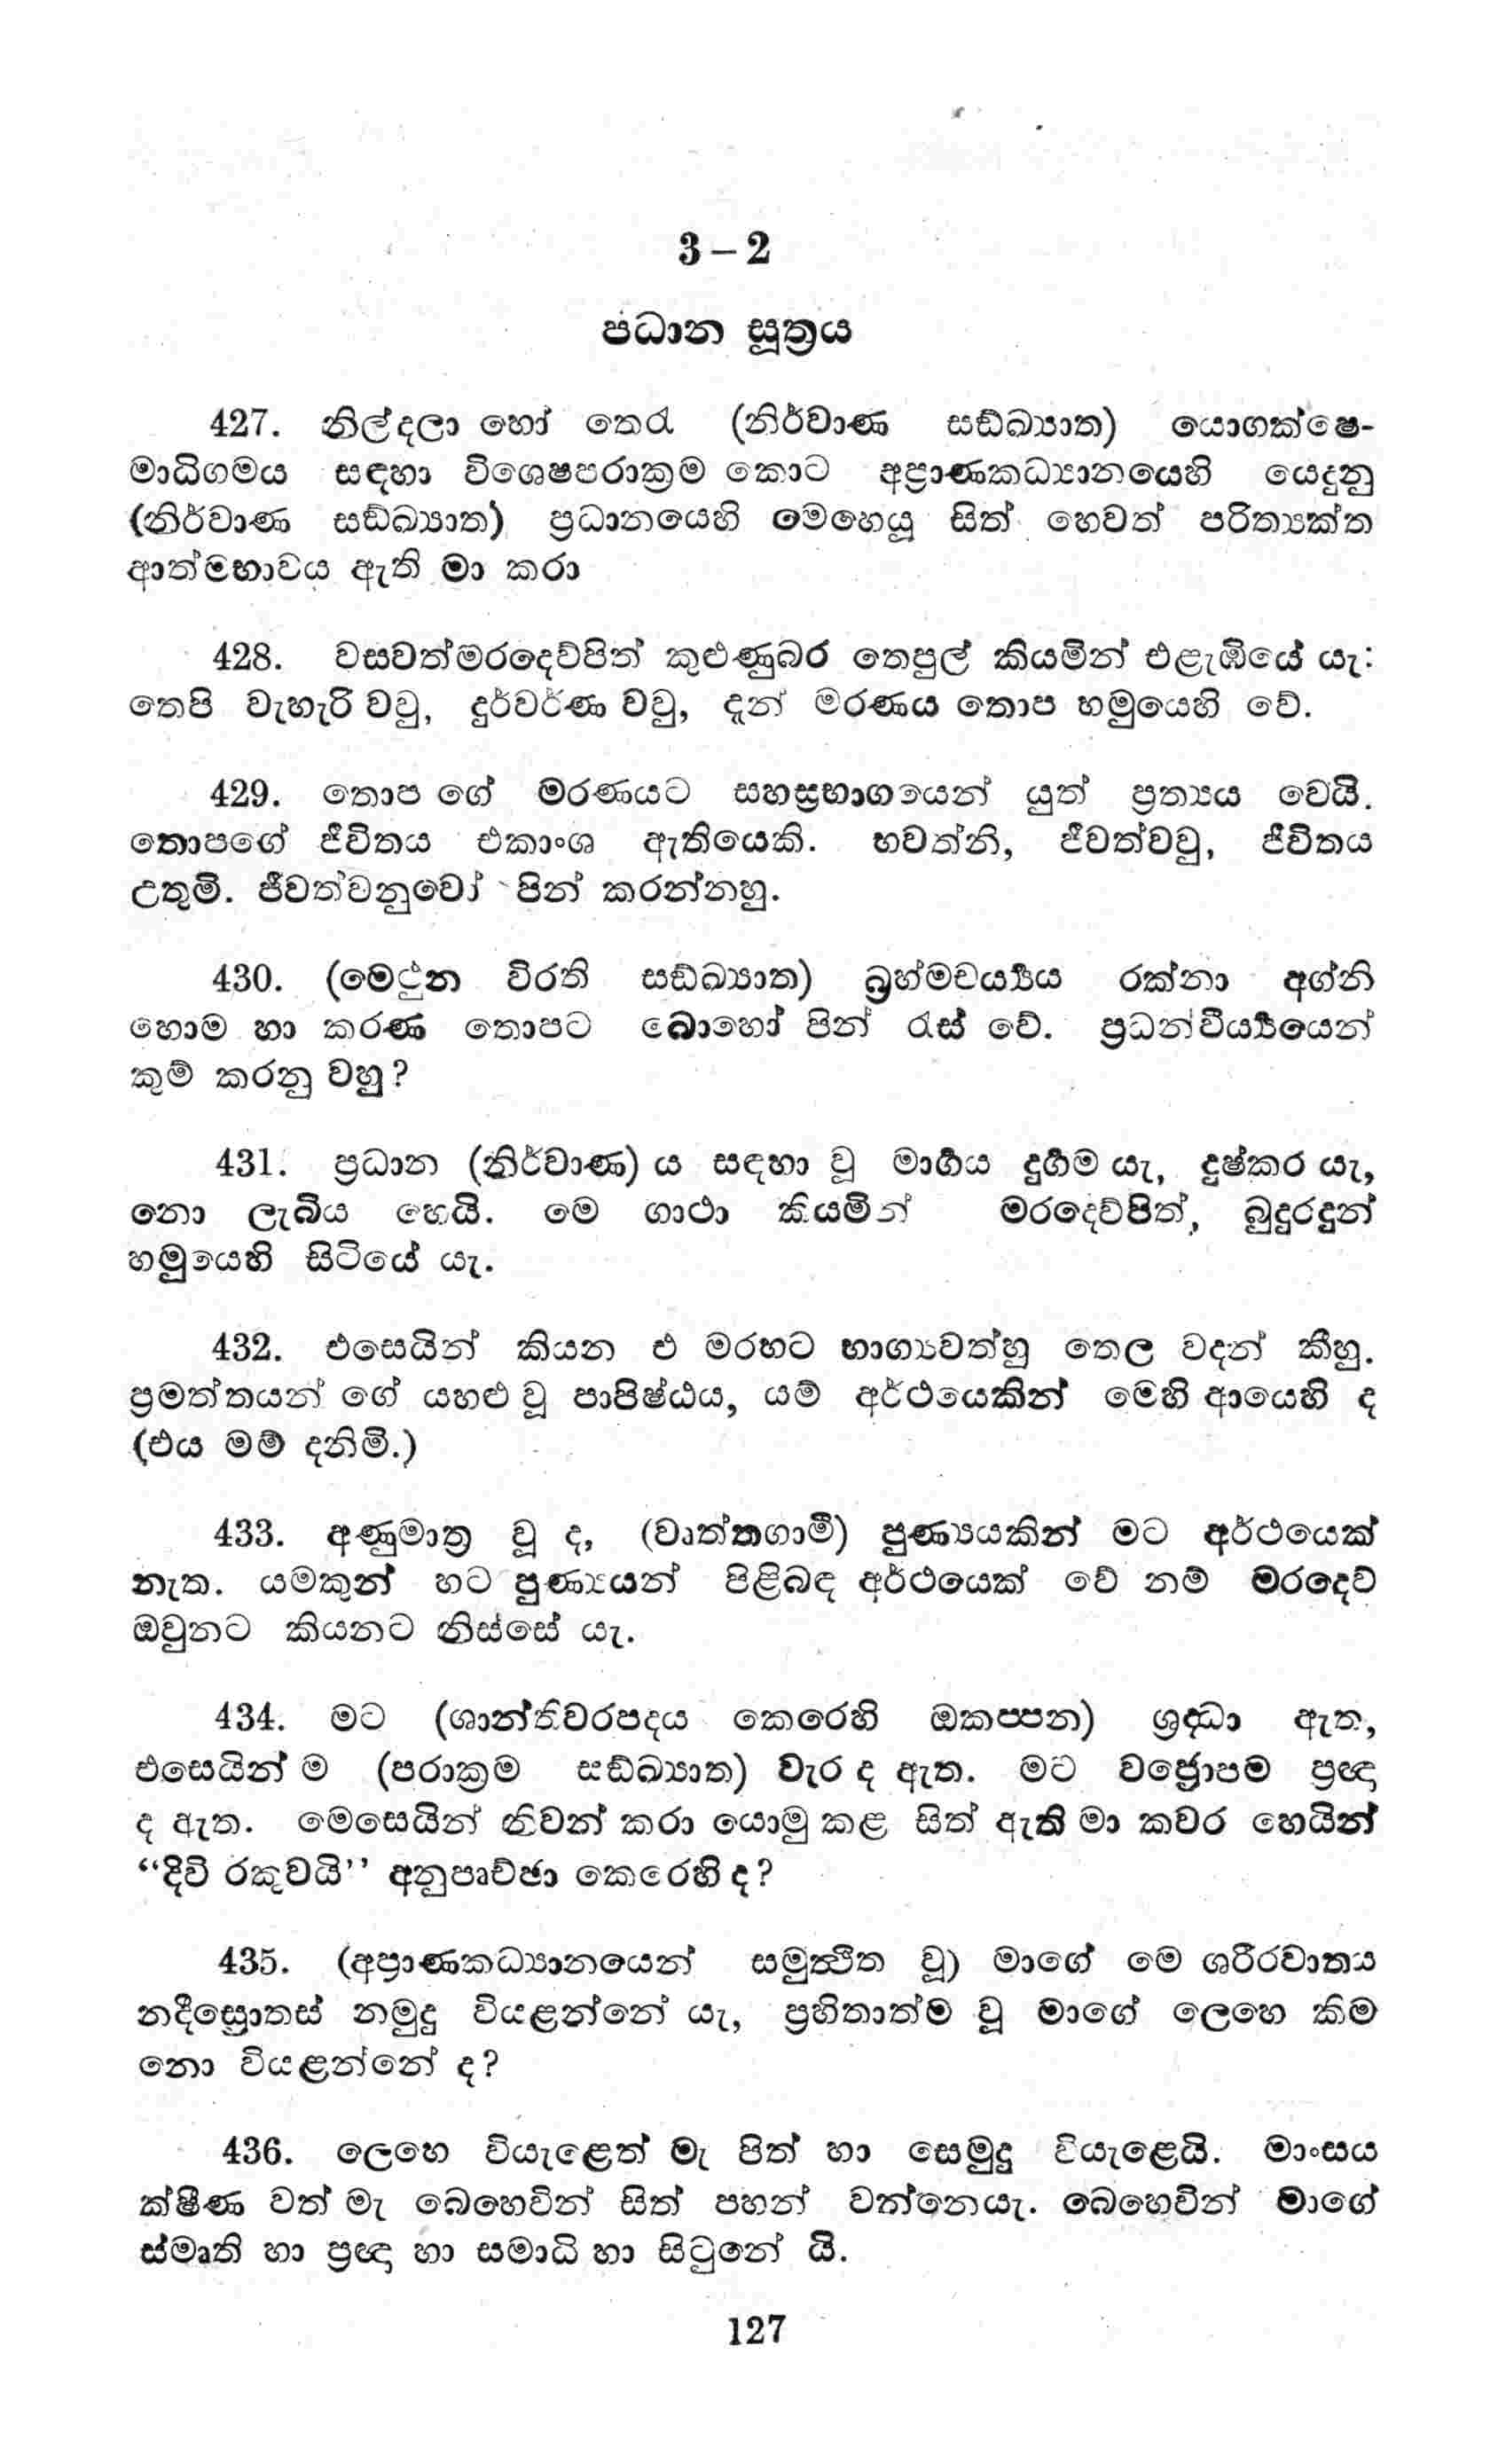 3 – 2
පධාන සූත්‍රය
427. නිල්දලා හෝ තෙරැ (නිර්වාණ සඞ්ඛ්‍යාත) යොගක්ෂෙ-
මාධිගමය සඳහා විශෙෂපරාක්‍රම කොට අප්‍රාණකධ්‍යානයෙහි යෙදුනු
(නිර්වාණ සඞ්ඛ්‍යාත) ප්‍රධානයෙහි මෙහෙයූ සිත් හෙවත් පරිත්‍යක්ත
ආත්මභාවය ඇති මා කරා
428. වසවත්මරදෙව්පිත් කුළුණුබර තෙපුල් කියමින් එළැඹියේ යැ:
තෙපි වැහැරි වවු, දුර්වර්ණ වවු, දැන් මරණය තොප හමුයෙහි වේ.
429. තොප ගේ මරණයට සහස්‍රභාගයෙන් යුත් ප්‍රත්‍යය වෙයි.
තොපගේ ජීවිතය එකාංශ ඇතියෙකි. භවත්නි, ජීවත්වවු, ජීවිතය
උතුම්. ජීවත්වනුවෝ පින් කරන්නහු.
430. (මෙථුන විරති සඞ්ඛ්‍යාත) බ්‍රහ්මචර්‍ය්‍යය රක්නා අග්නි
හොම හා කරණ තොපට බොහෝ පින් රැස් වේ. ප්‍රධන්වීර්‍ය්‍යයෙන්
කුම් කරනු වහු?
431. ප්‍රධාන (නිර්වාණ) ය සඳහා වූ මාර්‍ගය දුර්‍ගම යැ, දුෂ්කර යැ,
නො ලැබිය හෙයි. මෙ ගාථා කියමින් මරදෙව්පිත්, බුදුරදුන්
හමුයෙහි සිටියේ යැ.
432. එසෙයින් කියන එ මරහට භාග්‍යවත්හු තෙල වදන් කීහු.
ප්‍රමත්තයන් ගේ යහළු වූ පාපිෂ්ඨය, යම් අර්ථයෙකින් මෙහි ආයෙහි ද
(එය මම් දනිමි.)
433. අණුමාත්‍ර වූ ද, (වෘත්තගාමී) පුණ්‍යයකින් මට අර්ථයෙක්
නැත. යමකුන් හට පුණ්‍යයන් පිළිබඳ අර්ථයෙක් වේ නම් මරදෙව්
ඔවුනට කියනට නිස්සේ යැ.
434. මට (ශාන්තිවරපදය කෙරෙහි ඔකප්පන) ශ්‍රද්ධා ඇත,
එසෙයින් ම (පරාක්‍රම සඞ්ඛ්‍යාත) වැර ද ඇත. මට වජ්‍රොපම ප්‍රඥා
ද ඇත. මෙසෙයින් නිවන් කරා යොමු කළ සිත් ඇති මා කවර හෙයින්
“දිවි රකුවයි’’ අනුපෘච්ඡා කෙරෙහි ද?
435. (අප්‍රාණකධ්‍යානයෙන් සමුත්ථිත වූ) මාගේ මෙ ශරීරවාතය
නදීස්‍රොතස් නමුදු වියළන්නේ යැ, ප්‍රහිතාත්ම වූ මාගේ ලෙහෙ කිම
නො වියළන්නේ ද?
436. ලෙහෙ වියැළෙත් මැ පිත් හා සෙමුදු වියැළෙයි. මාංසය
ක්ෂීණ වත් මැ බෙහෙවින් සිත් පහන් වන්නෙයැ. බෙහෙවින් මාගේ
ස්මෘති හා ප්‍රඥා හා සමාධි හා සිටුනේ යි.
127